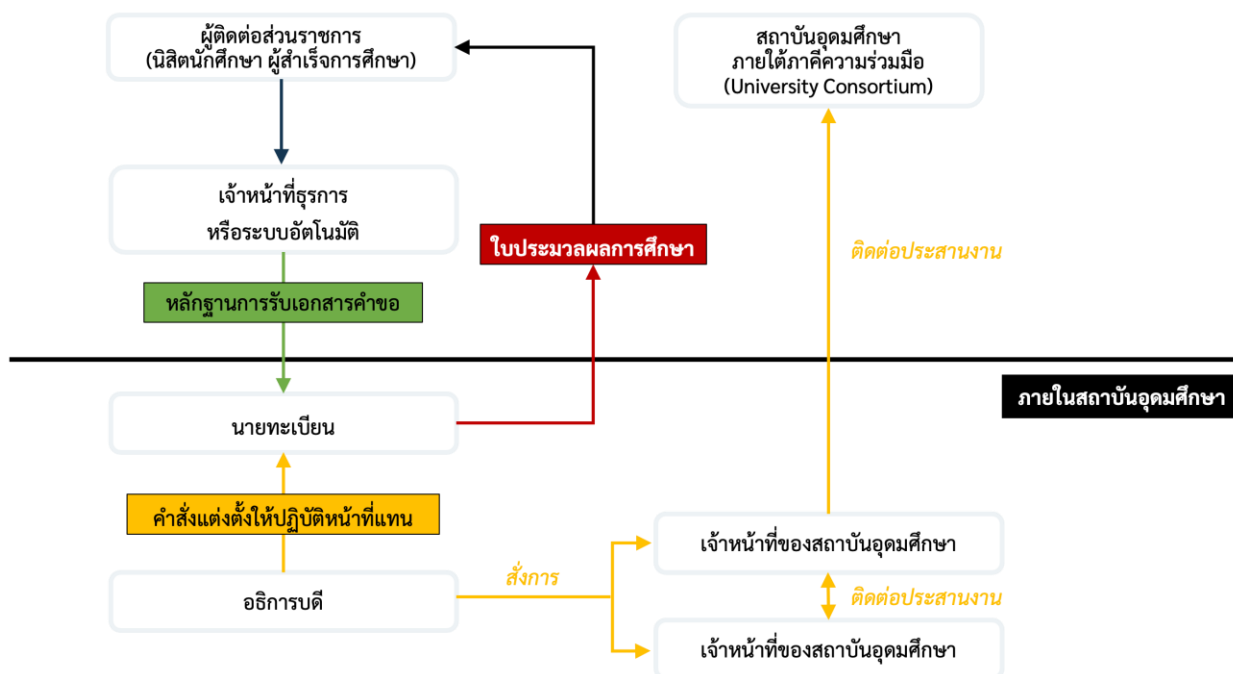 ผู้ติดต่อส่วนราชการ
(นิสิตนักศึกษา ผู้สำเร็จการศึกษา)
สถาบันอุดมศึกษา
ภายใต้ภาคีความร่วมมือ
(University Consortium)
เจ้าหน้าที่ธุรการ
หรือระบบอัตโนมัติ
ใบประมวลผลการศึกษา
ติดต่อประสานงาน
หลักฐานการรับเอกสารคำขอ
ภายในสถาบันอุดมศึกษา
นายทะเบียน
คำสั่งแต่งตั้งให้ปฏิบัติหน้าที่แทน
เจ้าหน้าที่ของสถาบันอุดมศึกษา
สั่งการ
อธิการบดี
ติดต่อประสานงาน
เจ้าหน้าที่ของสถาบันอุดมศึกษา